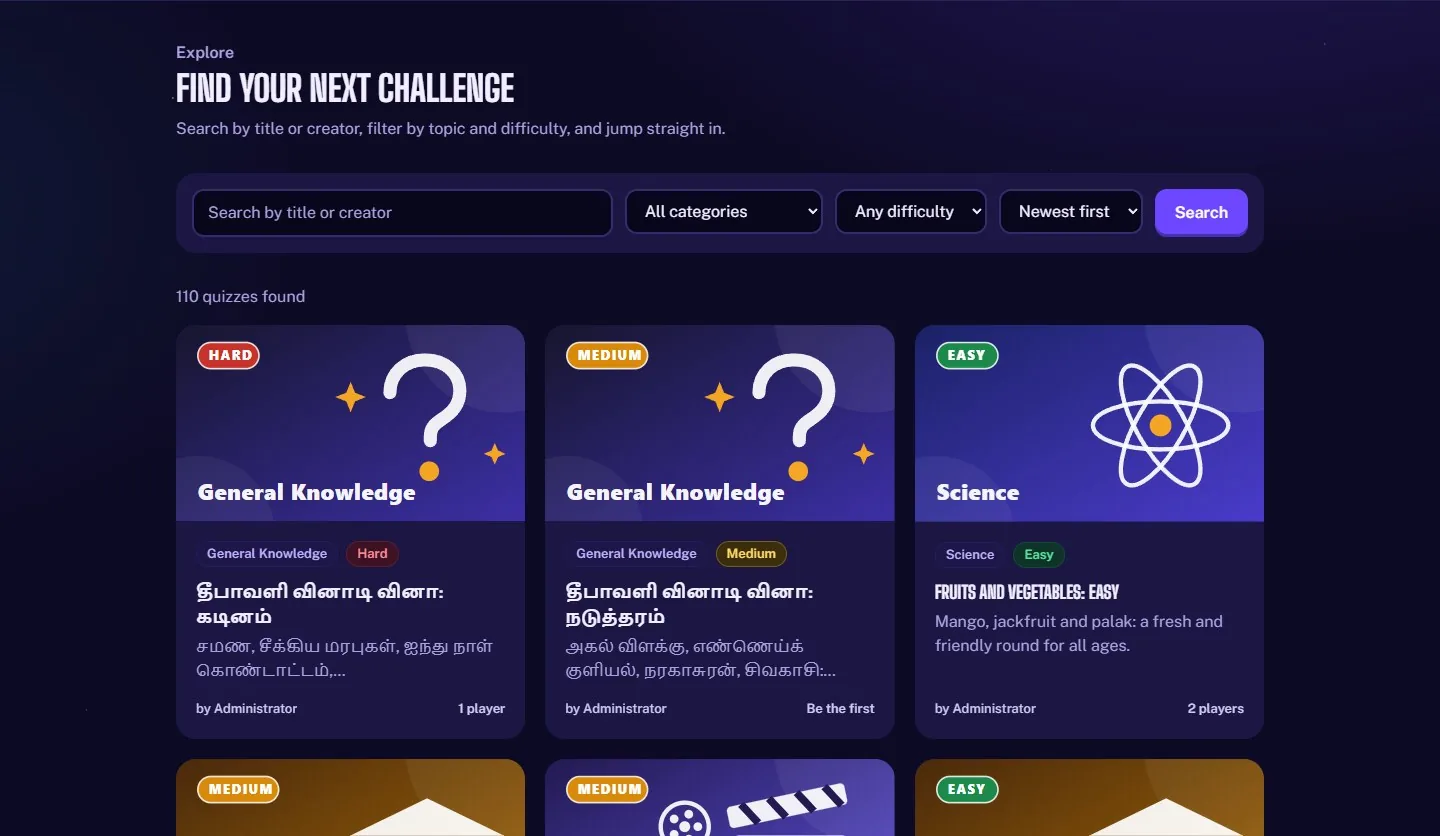 Explore
FIND YOUR NEXT CHALLENGE
Search by title or creator, filter by topic and difficulty, and jump straight in.
Search by title or creator
All categories
Any difficulty
Newest first
Search
110 quizzes found
HARD
General Knowledge
General Knowledge
Hard
தீபாவளி வினாடி வினா:
கடினம்
சமண, சீக்கிய மரபுகள், ஐந்து நாள்
கொண்டாட்டம்,...
by Administrator
1 player
MEDIUM
General Knowledge
General Knowledge
Medium
தீபாவளி வினாடி வினா:
நடுத்தரம்
அகல் விளக்கு, எண்ணெய்க்
குளியல், நரகாசுரன், சிவகாசி:...
by Administrator
Be the first
EASY
Science
Science
Easy
FRUITS AND VEGETABLES: EASY
Mango, jackfruit and palak: a fresh and
friendly round for all ages.
by Administrator
2 players
MEDIUM
MEDIUM
EASY